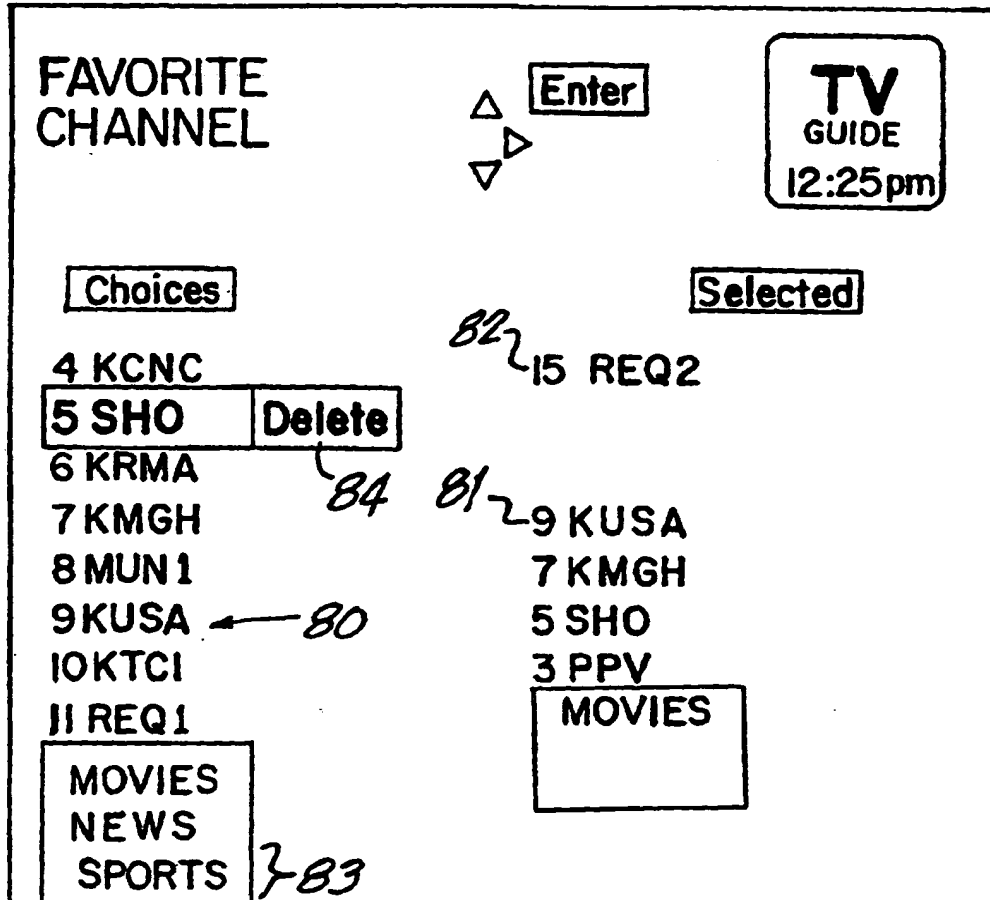 FAVORITE
CHANNEL
Enter
TV
GUIDE
12:25pm
Choices
Selected
4 KCNC
5 SHO Delete
6 KRMA
7 KMGH
8 MUN1
9 KUSA
10 KTCI
11 REQ1
MOVIES
NEWS
SPORTS
84
80
83
82
15 REQ2
81
9 KUSA
7 KMGH
5 SHO
3 PPV
MOVIES